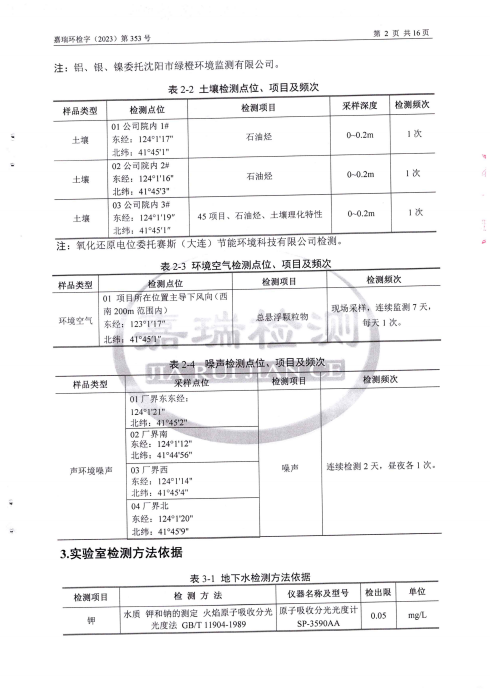 嘉瑞环检字（2023）第 353 号
第 2 页 共 16 页
注：铝、银、镍委托沈阳市绿橙环境监测有限公司。
表 2-2 土壤检测点位、项目及频次
样品类型 检测点位 检测项目 采样深度 检测频次
土壤
01 公司院内 1#
东经：124°1'17"
北纬：41°45'1"
石油烃 0~0.2m 1 次
土壤
02 公司院内 2#
东经：124°1'16"
北纬：41°45'3"
石油烃 0~0.2m 1 次
土壤
03 公司院内 3#
东经：124°1'19"
北纬：41°45'1"
45 项目、石油烃、土壤理化特性 0~0.2m 1 次
注：氧化还原电位委托赛斯（大连）节能环境科技有限公司检测。
表 2-3 环境空气检测点位、项目及频次
样品类型 检测点位 检测项目 检测频次
环境空气
01 项目所在位置主导下风向（西
南 200m 范围内）
东经：123°1'17"
北纬：41°45'1"
总悬浮颗粒物
现场采样，连续监测 7 天，
每天 1 次。
嘉瑞检测
JIA RUI JIAN CE
表 2-4 噪声检测点位、项目及频次
样品类型 采样点位 检测项目 检测频次
声环境噪声
01 厂界东东经：
124°1'21"
北纬：41°45'2"
02 厂界南
东经：124°1'12"
北纬：41°44'56"
03 厂界西
东经：124°1'14"
北纬：41°45'4"
04 厂界北
东经：124°1'20"
北纬：41°45'9"
噪声
连续检测 2 天，昼夜各 1 次。
3.实验室检测方法依据
表 3-1 地下水检测方法依据
检测项目 检 测 方 法 仪器名称及型号 检出限 单位
钾
水质 钾和钠的测定 火焰原子吸收分光
光度法 GB/T 11904-1989
原子吸收分光光度计
SP-3590AA
0.05 mg/L